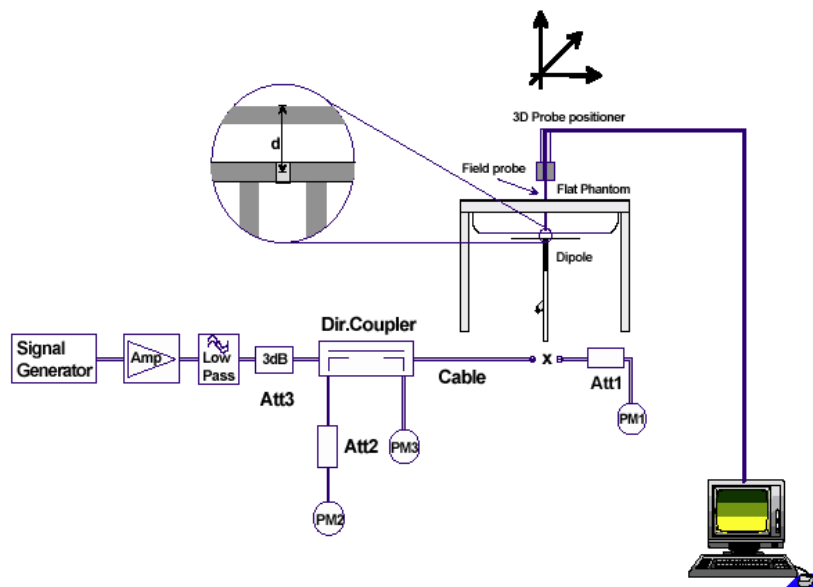 3D Probe positioner
d
Field probe
Flat Phantom
Dipole
Dir.Coupler
Signal
Generator
Amp
Low
Pass
3dB
Att3
Cable
x
Att1
PM1
Att2
PM3
PM2